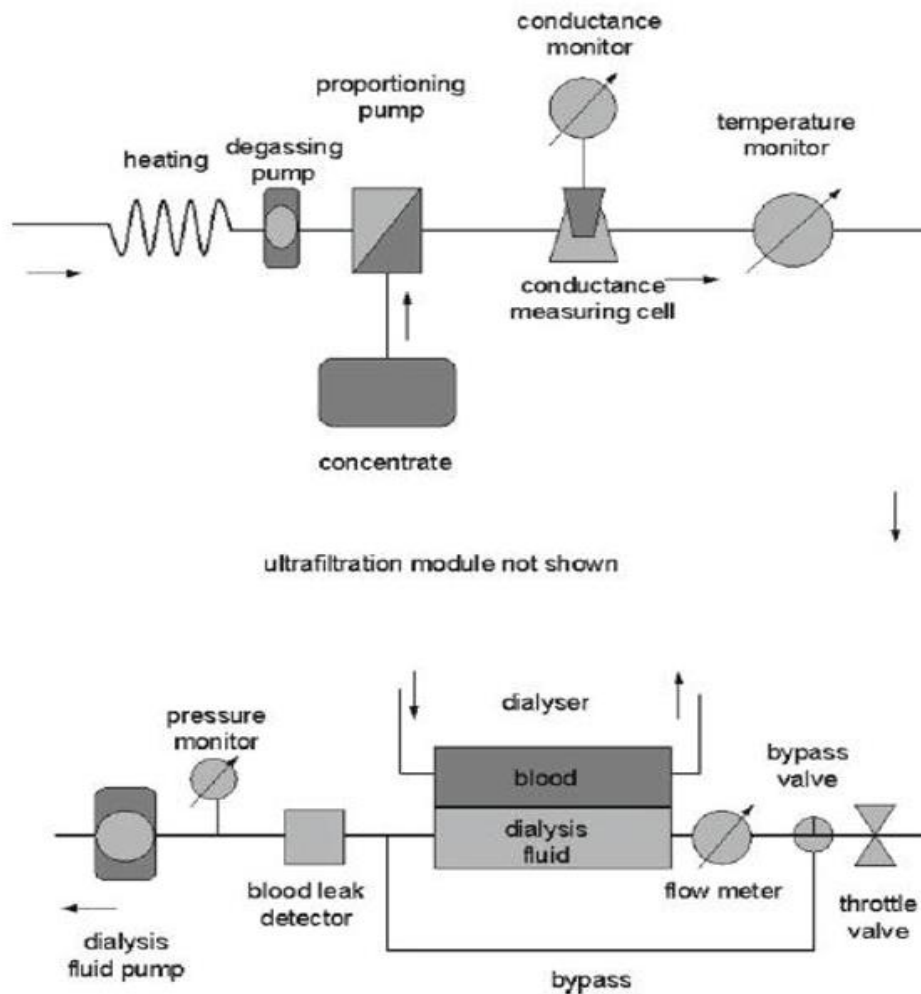 conductance
monitor
proportioning
pump
temperature
monitor
degassing
pump
heating
conductance
measuring cell
concentrate
ultrafiltration module not shown
dialyser
pressure
monitor
bypass
valve
blood
dialysis
fluid
blood leak
detector
flow meter
throttle
valve
dialysis
fluid pump
bypass